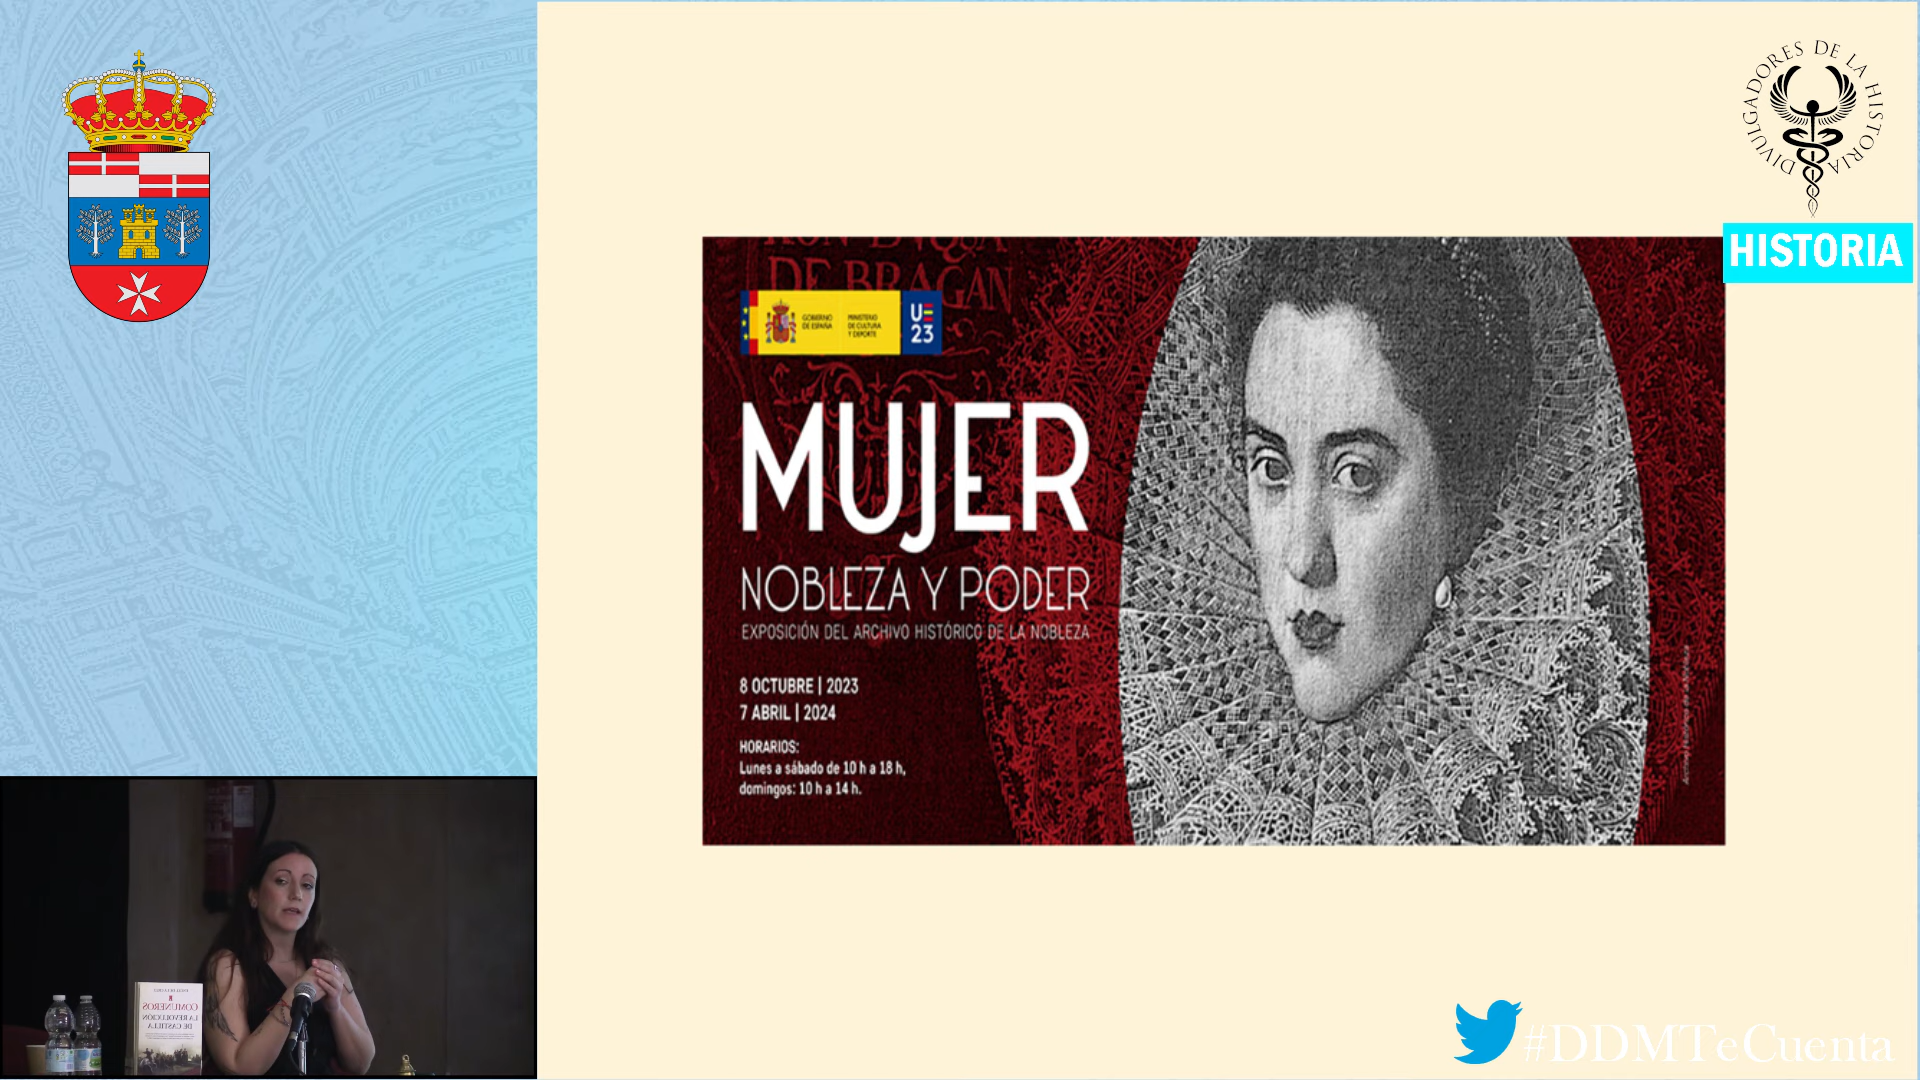 DIVULGADORES DE LA HISTORIA
HISTORIA
DE BRAGAN
GOBIERNO
DE ESPAÑA
MINISTERIO
DE CULTURA
Y DEPORTE
UE
23
MUJER
NOBLEZA Y PODER
EXPOSICIÓN DEL ARCHIVO HISTÓRICO DE LA NOBLEZA
8 OCTUBRE | 2023
7 ABRIL | 2024
HORARIOS:
Lunes a sábado de 10 h a 18 h,
domingos: 10 h a 14 h.
COMUNEROS
LA REVOLUCIÓN
DE CASTILLA
#DDMTeCuenta